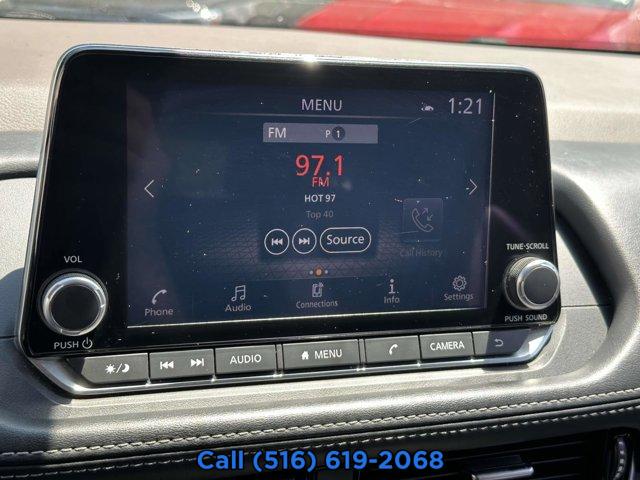 MENU
1:21
FM P 1
97.1
FM
HOT 97
Top 40
Source
Call History
Phone Audio Connections Info Settings
VOL
PUSH
TUNE·SCROLL
PUSH SOUND
AUDIO MENU CAMERA
Call (516) 619-2068